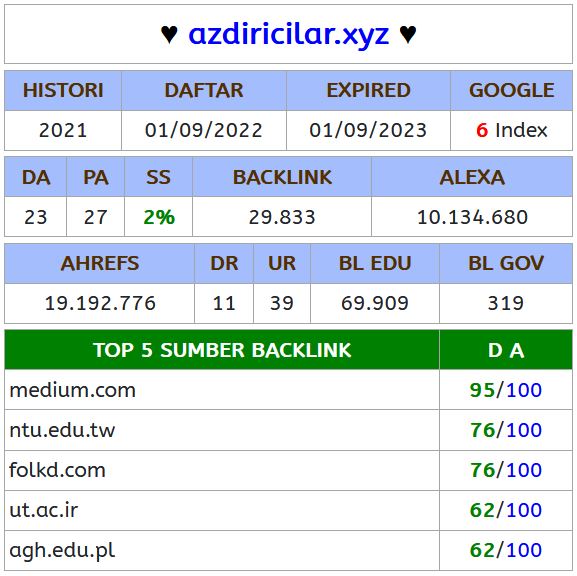 ♥ azdiricilar.xyz ♥
HISTORI DAFTAR EXPIRED GOOGLE
2021 01/09/2022 01/09/2023 6 Index
DA PA SS BACKLINK ALEXA
23 27 2% 29.833 10.134.680
AHREFS DR UR BL EDU BL GOV
19.192.776 11 39 69.909 319
TOP 5 SUMBER BACKLINK D A
medium.com 95/100
ntu.edu.tw 76/100
folkd.com 76/100
ut.ac.ir 62/100
agh.edu.pl 62/100